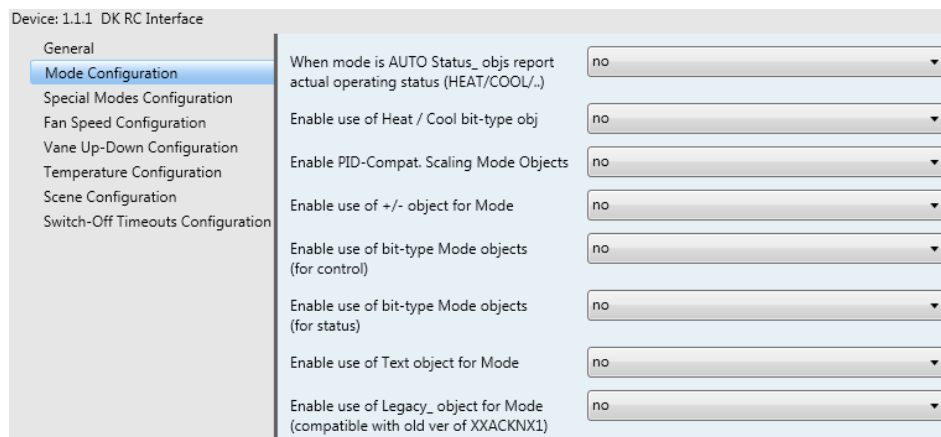 Device: 1.1.1 DK RC Interface
General
Mode Configuration
Special Modes Configuration
Fan Speed Configuration
Vane Up-Down Configuration
Temperature Configuration
Scene Configuration
Switch-Off Timeouts Configuration
When mode is AUTO Status_ objs report
actual operating status (HEAT/COOL/..)
no
Enable use of Heat / Cool bit-type obj
no
Enable PID-Compat. Scaling Mode Objects
no
Enable use of +/- object for Mode
no
Enable use of bit-type Mode objects
(for control)
no
Enable use of bit-type Mode objects
(for status)
no
Enable use of Text object for Mode
no
Enable use of Legacy_ object for Mode
(compatible with old ver of XXACKNX1)
no